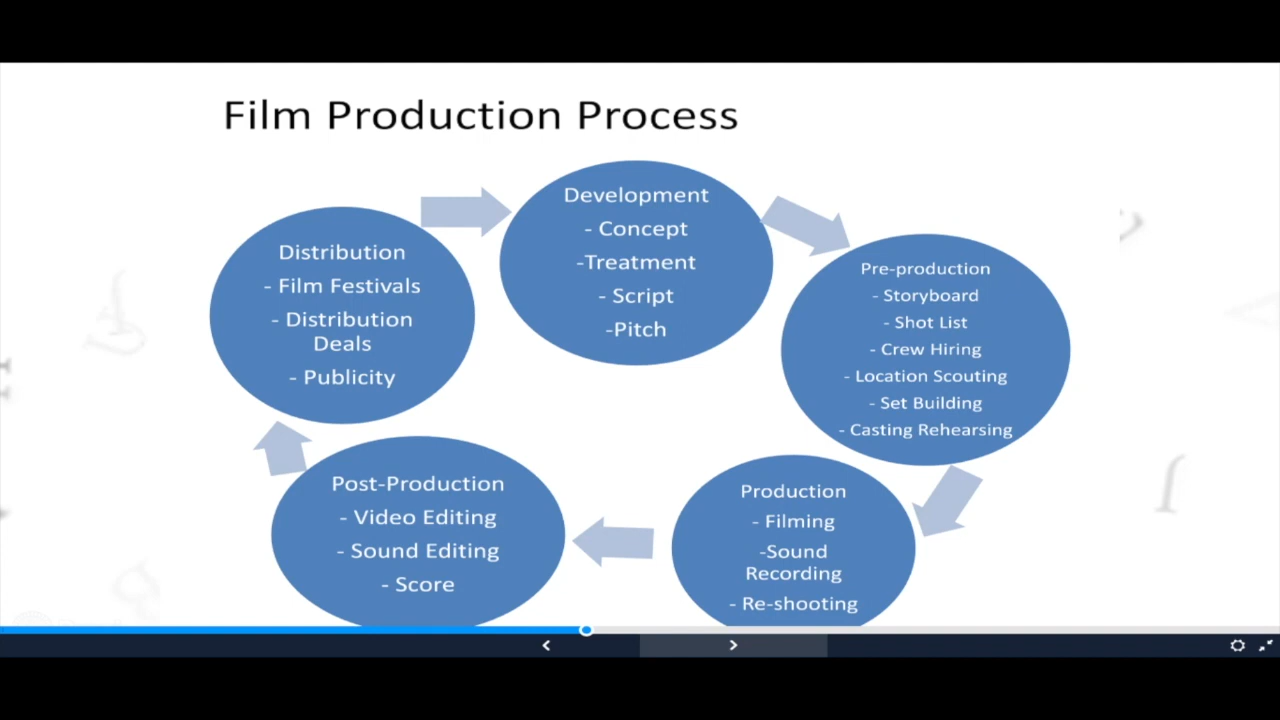 Film Production Process
Development
- Concept
-Treatment
- Script
-Pitch
Pre-production
- Storyboard
- Shot List
- Crew Hiring
- Location Scouting
- Set Building
- Casting Rehearsing
Production
- Filming
-Sound
Recording
- Re-shooting
Post-Production
- Video Editing
- Sound Editing
- Score
Distribution
- Film Festivals
- Distribution
Deals
- Publicity